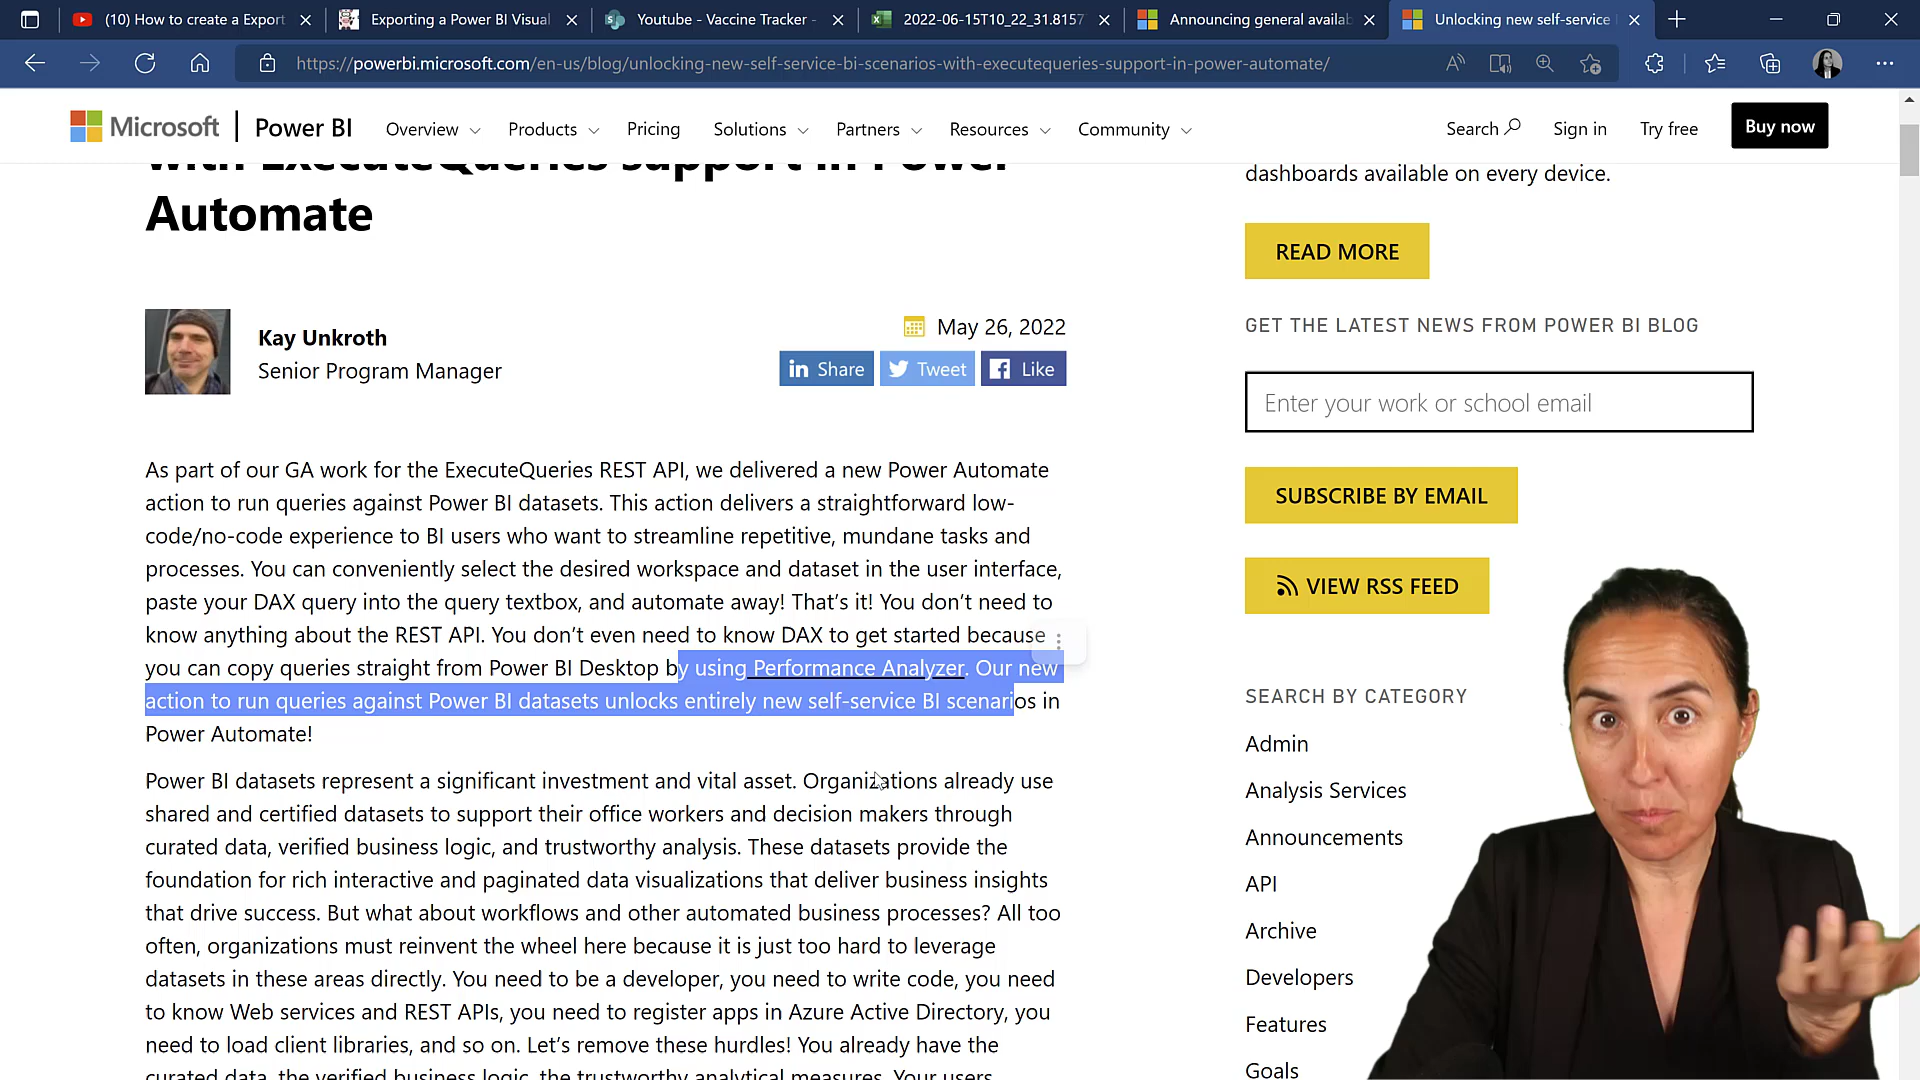 (10) How to create a Export
Exporting a Power BI Visual
Youtube - Vaccine Tracker -
2022-06-15T10_22_31.8157
Announcing general availab
Unlocking new self-service
https://powerbi.microsoft.com/en-us/blog/unlocking-new-self-service-bi-scenarios-with-executequeries-support-in-power-automate/
Microsoft Power BI Overview Products Pricing Solutions Partners Resources Community Search Sign in Try free Buy now
with ExecuteQueries support in Power
Automate
Kay Unkroth
Senior Program Manager
May 26, 2022
Share Tweet Like
As part of our GA work for the ExecuteQueries REST API, we delivered a new Power Automate
action to run queries against Power BI datasets. This action delivers a straightforward low-
code/no-code experience to BI users who want to streamline repetitive, mundane tasks and
processes. You can conveniently select the desired workspace and dataset in the user interface,
paste your DAX query into the query textbox, and automate away! That’s it! You don’t need to
know anything about the REST API. You don’t even need to know DAX to get started because
you can copy queries straight from Power BI Desktop by using Performance Analyzer. Our new
action to run queries against Power BI datasets unlocks entirely new self-service BI scenarios in
Power Automate!
Power BI datasets represent a significant investment and vital asset. Organizations already use
shared and certified datasets to support their office workers and decision makers through
curated data, verified business logic, and trustworthy analysis. These datasets provide the
foundation for rich interactive and paginated data visualizations that deliver business insights
that drive success. But what about workflows and other automated business processes? All too
often, organizations must reinvent the wheel here because it is just too hard to leverage
datasets in these areas directly. You need to be a developer, you need to write code, you need
to know Web services and REST APIs, you need to register apps in Azure Active Directory, you
need to load client libraries, and so on. Let’s remove these hurdles! You already have the
curated data, the verified business logic, the trustworthy analytical measures. Your users
dashboards available on every device.
READ MORE
GET THE LATEST NEWS FROM POWER BI BLOG
Enter your work or school email
SUBSCRIBE BY EMAIL
VIEW RSS FEED
SEARCH BY CATEGORY
Admin
Analysis Services
Announcements
API
Archive
Developers
Features
Goals